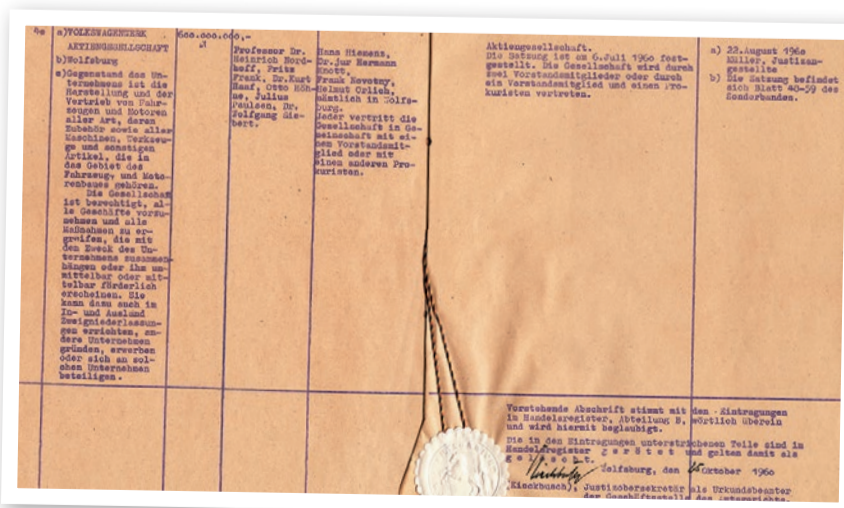 a)VOLKSWAGENWERK
AKTIENGESELLSCHAFT
b)Wolfsburg
c)Gegenstand des Un-
ternehmens ist die
Herstellung und der
Vertrieb von Fahr-
zeugen und Motoren
aller Art, deren
Zubehör sowie aller
Maschinen, Werkzeu-
ge und sonstigen
Artikel, die in
das Gebiet des
Fahrzeug- und Moto-
renbaues gehören.
Die Gesellschaft
ist berechtigt, al-
le Geschäfte vorzu-
nehmen und alle
Maßnahmen zu er-
greifen, die mit
dem Zweck des Un-
ternehmens zusammen-
hängen oder ihm un-
mittelbar oder mit-
telbar förderlich
erscheinen. Sie
kann dazu auch im
In- und Ausland
Zweigniederlassun-
gen errichten, an-
dere Unternehmen
gründen, erwerben
oder sich an sol-
chen Unternehmen
beteiligen.
600.000.000,-
Professor Dr.
Heinrich Nord-
hoff, Fritz
Frank, Dr.Kurt
Haaf, Otto Höh-
ne, Julius
Paulsen, Dr.
Wolfgang Sie-
bert.
Hans Hiemenz,
Dr.jur Hermann
Knott,
Frank Novotny,
Helmut Orlich,
sämtlich in Wolfs-
burg.
Jeder vertritt die
Gesellschaft in Ge-
meinschaft mit ei-
nem Vorstandsmit-
glied oder mit
einem anderen Pro-
kuristen.
Aktiengesellschaft.
Die Satzung ist am 6.Juli 1960 fest-
gestellt. Die Gesellschaft wird durch
zwei Vorstandsmitglieder oder durch
ein Vorstandsmitglied und einen Pro-
kuristen vertreten.
a) 22.August 1960
Müller, Justizan-
gestellte
b) Die Satzung befindet
sich Blatt 48-59 des
Sonderbandes.
Vorstehende Abschrift stimmt mit den Eintragungen
im Handelsregister, Abteilung B, wörtlich überein
und wird hiermit beglaubigt.
Die in den Eintragungen unterstrichenen Teile sind im
Handelsregister g e r ö t e t und gelten damit als
g e l ö s c h t.
Wolfsburg, den Oktober 1960
Justizobersekretär als Urkundsbeamter
der Geschäftsstelle des Amtsgerichts.